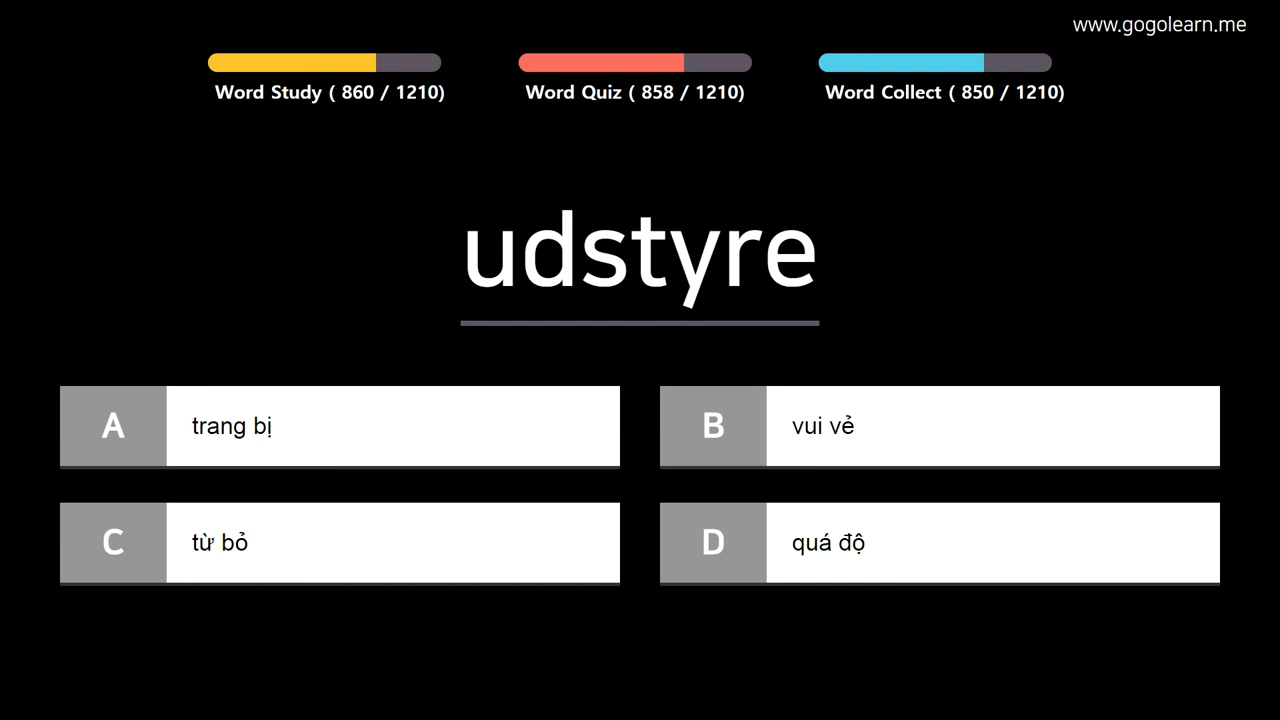 www.gogolearn.me
Word Study ( 860 / 1210)
Word Quiz ( 858 / 1210)
Word Collect ( 850 / 1210)
udstyre
A trang bị
B vui vẻ
C từ bỏ
D quá độ